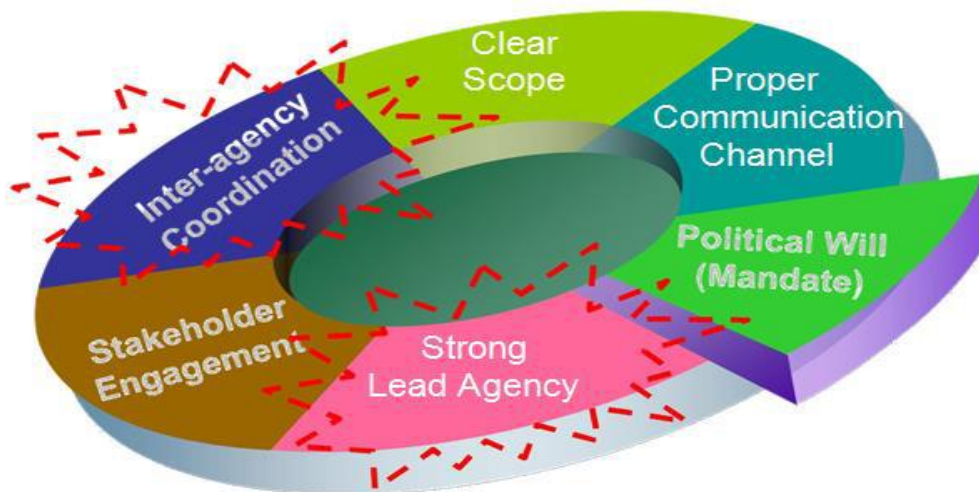 Clear
Scope
Proper
Communication
Channel
Political Will
(Mandate)
Strong
Lead Agency
Stakeholder
Engagement
Inter-agency
Coordination